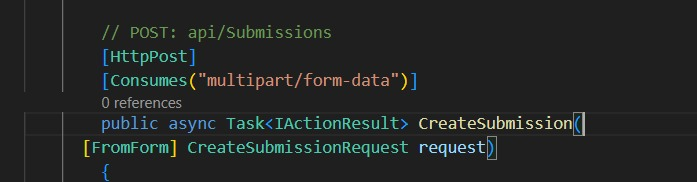 // POST: api/Submissions
[HttpPost]
[Consumes("multipart/form-data")]
0 references
public async Task<IActionResult> CreateSubmission(
[FromForm] CreateSubmissionRequest request)
{